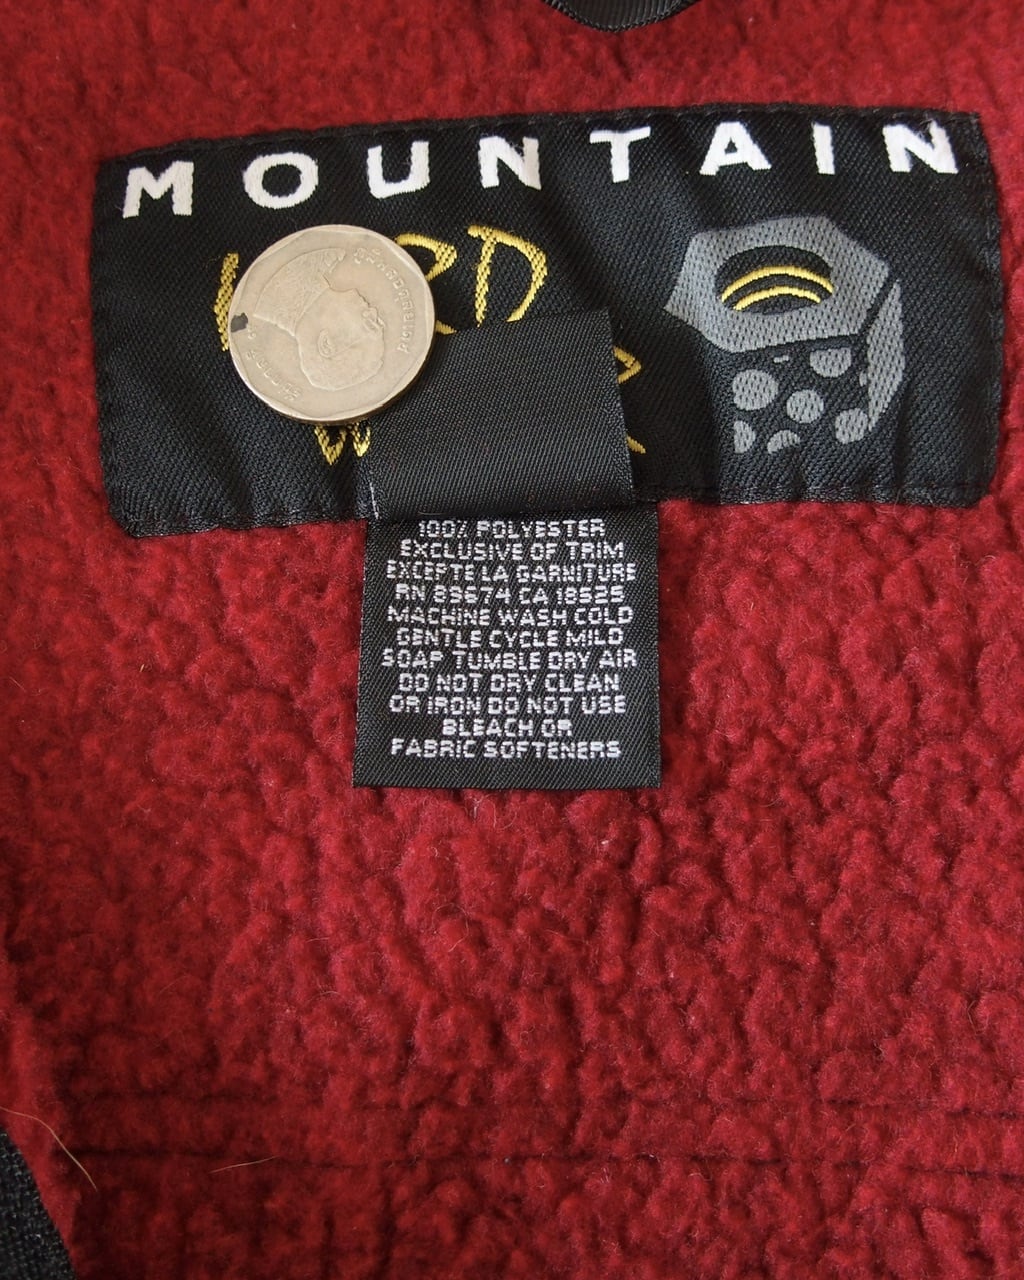 MOUNTAIN
100% POLYESTER
EXCLUSIVE OF TRIM
EXCEPTE LA GARNITURE
RN 83674 CA 18525
MACHINE WASH COLD
GENTLE CYCLE MILD
SOAP TUMBLE DRY AIR
DO NOT DRY CLEAN
OR IRON DO NOT USE
BLEACH OR
FABRIC SOFTENERS